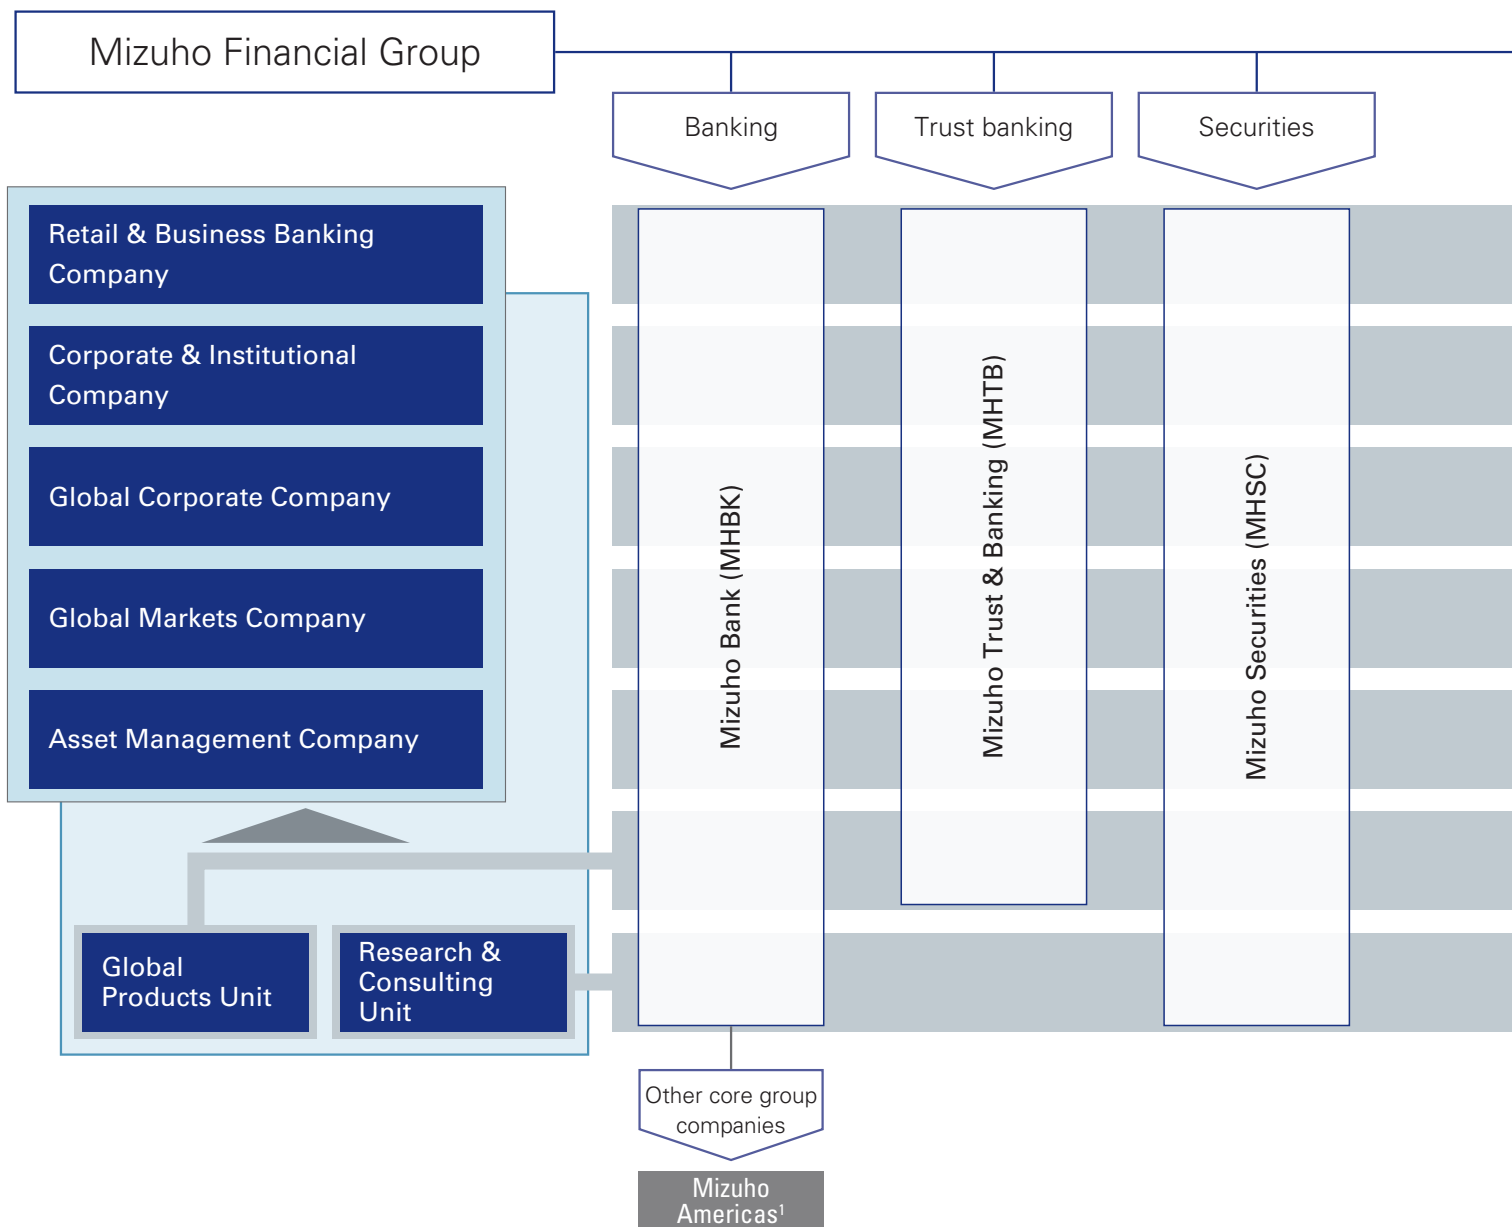 Mizuho Financial Group
Banking
Trust banking
Securities
Retail & Business Banking
Company
Corporate & Institutional
Company
Global Corporate Company
Global Markets Company
Asset Management Company
Global
Products Unit
Research &
Consulting
Unit
Mizuho Bank (MHBK)
Mizuho Trust & Banking (MHTB)
Mizuho Securities (MHSC)
Other core group
companies
Mizuho
Americas¹